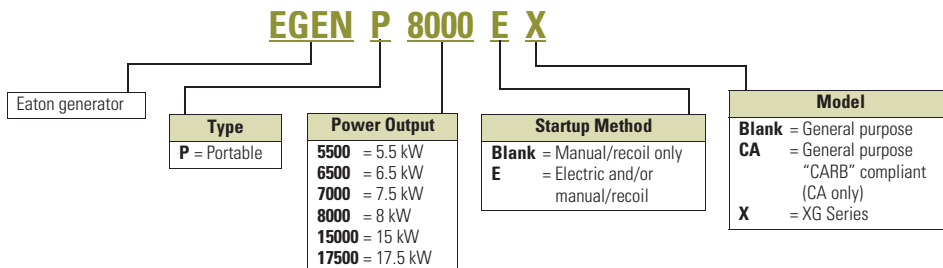 EGEN P 8000 E X
Eaton generator
Type
P = Portable
Power Output
5500 = 5.5 kW
6500 = 6.5 kW
7000 = 7.5 kW
8000 = 8 kW
15000 = 15 kW
17500 = 17.5 kW
Startup Method
Blank = Manual/recoil only
E = Electric and/or
manual/recoil
Model
Blank = General purpose
CA = General purpose
“CARB” compliant
(CA only)
X = XG Series